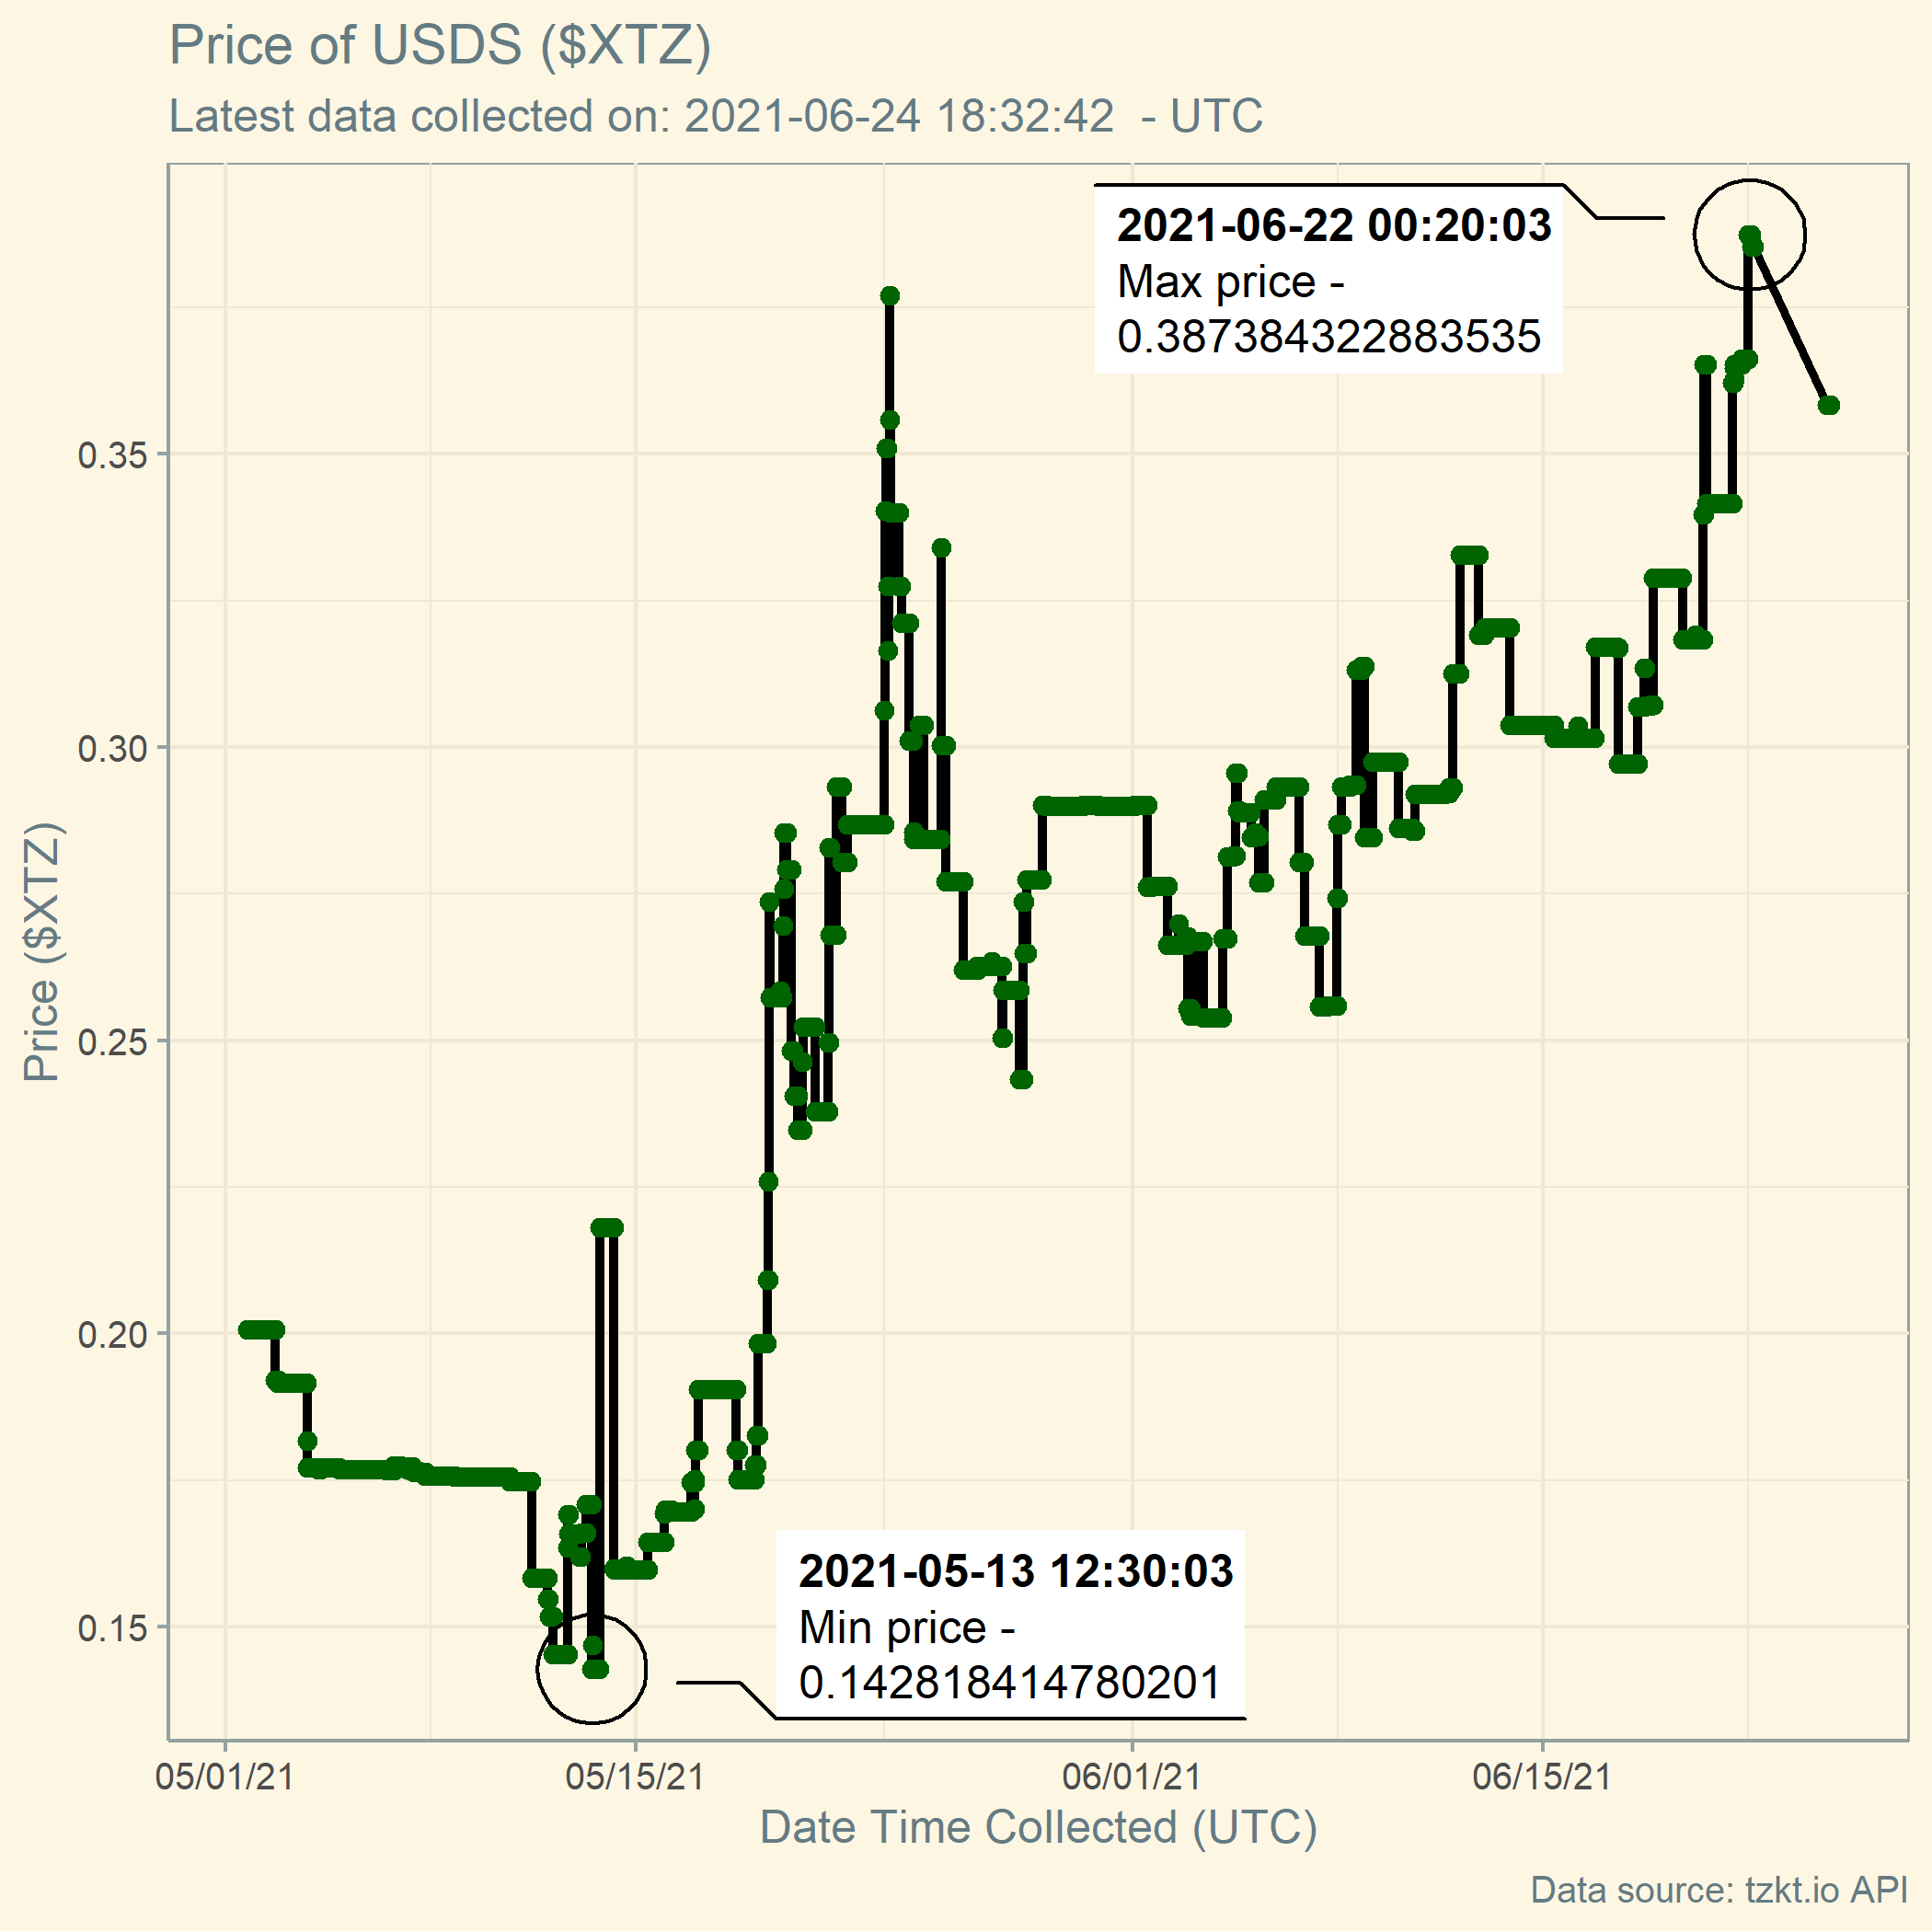 Price of USDS ($XTZ)
Latest data collected on: 2021-06-24 18:32:42  - UTC
2021-06-22 00:20:03
Max price -
0.387384322883535
0.35
0.30
0.25
0.20
0.15
Price ($XTZ)
2021-05-13 12:30:03
Min price -
0.142818414780201
05/01/21
05/15/21
06/01/21
06/15/21
Date Time Collected (UTC)
Data source: tzkt.io API